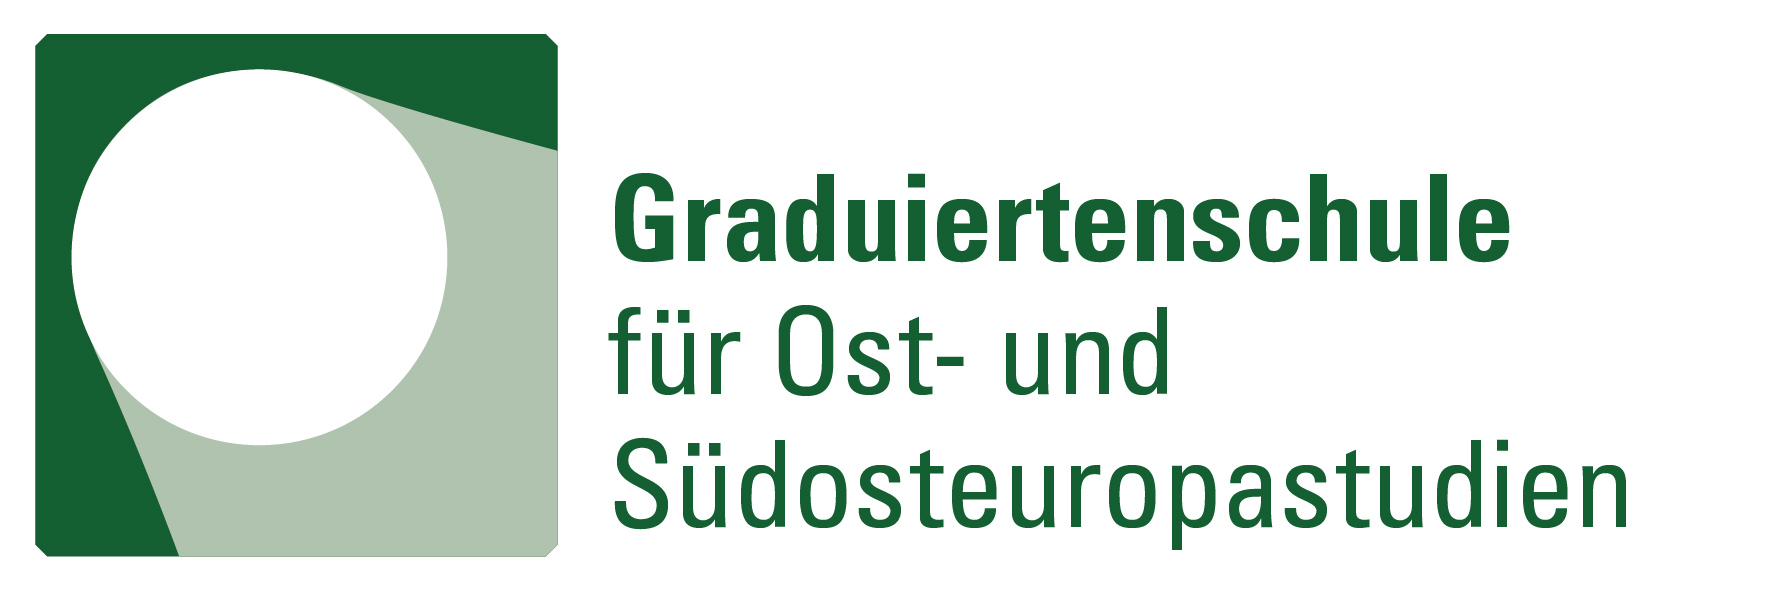 Graduiertenschule
für Ost- und
Südosteuropastudien